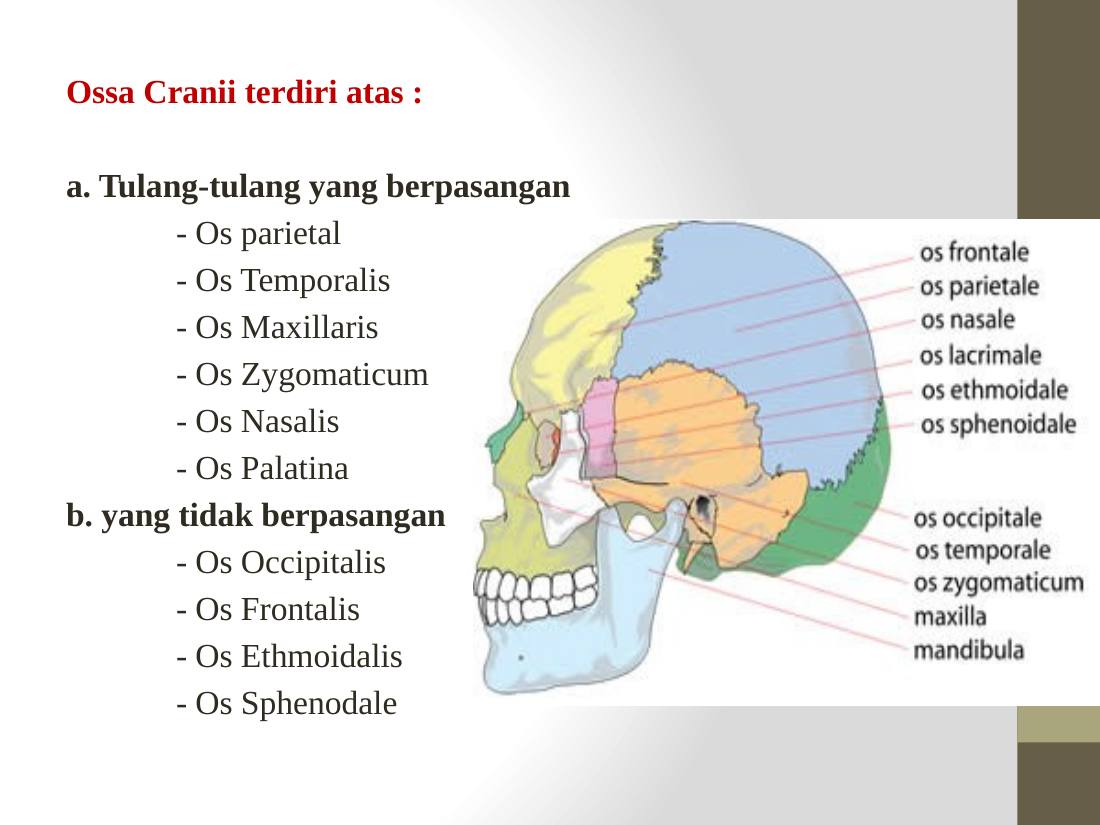 Ossa Cranii terdiri atas :
a. Tulang-tulang yang berpasangan
- Os parietal
- Os Temporalis
- Os Maxillaris
- Os Zygomaticum
- Os Nasalis
- Os Palatina
b. yang tidak berpasangan
- Os Occipitalis
- Os Frontalis
- Os Ethmoidalis
- Os Sphenodale
os frontale
os parietale
os nasale
os lacrimale
os ethmoidale
os sphenoidale
os occipitale
os temporale
os zygomaticum
maxilla
mandibula